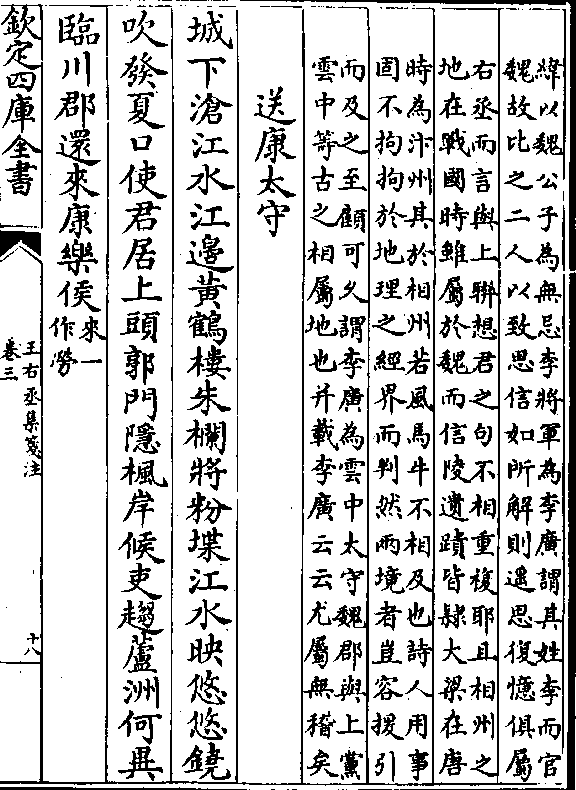 緯以魏公子為無忌李將軍為李廣謂其姓李而官
魏故比之二人以致思信如所解則遥思復憶俱屬
右丞而言與上聯想君之句不相重複耶且相州之
地在戰國時雖屬於魏而信陵遺蹟皆隸大梁在唐
時為汴州其於相州若風馬牛不相及也詩人用事
固不拘拘於地理之經界而判然兩境者豈容援引
而及之至顧可乆謂李廣為雲中太守魏郡與上黨
雲中等古之相屬地也并載李廣云云尤屬無稽矣
送康太守
城下滄江水江邊黃鶴樓朱欄將粉堞江水映悠悠鐃
吹發夏口使君居上頭郭門隱楓岸候吏趨蘆洲何異
臨川郡還來康樂侯來一作勞
欽定四庫全書
王右丞集箋注
卷三
十八